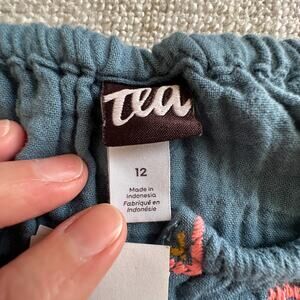 tea
12
Made in
Indonesia
Fabriqué en
Indonésie